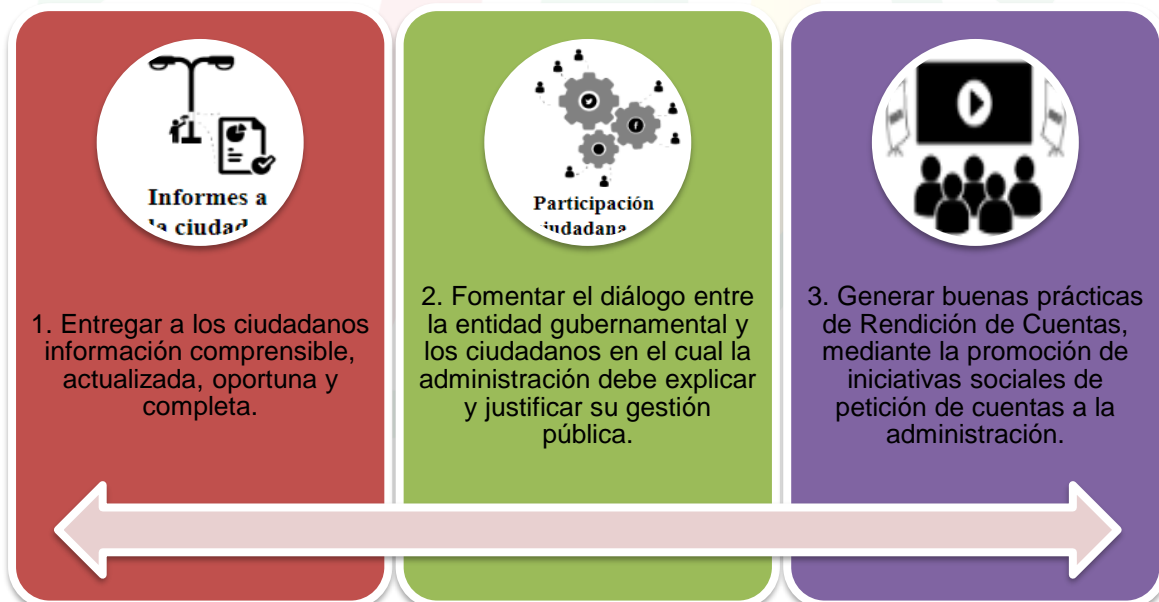 Informes a
la ciudad
1. Entregar a los ciudadanos
información comprensible,
actualizada, oportuna y
completa.
Participación
ciudadana
2. Fomentar el diálogo entre
la entidad gubernamental y
los ciudadanos en el cual la
administración debe explicar
y justificar su gestión
pública.
3. Generar buenas prácticas
de Rendición de Cuentas,
mediante la promoción de
iniciativas sociales de
petición de cuentas a la
administración.